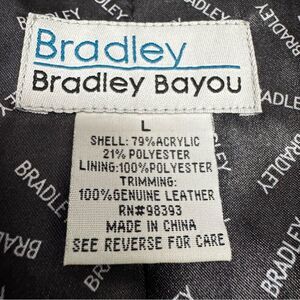 Bradley
Bradley Bayou
L
SHELL: 79%ACRYLIC
21% POLYESTER
LINING:100%POLYESTER
TRIMMING:
100%GENUINE LEATHER
RN#98393
MADE IN CHINA
SEE REVERSE FOR CARE
BRADLEY
BRADLEY
BRADLEY
BRADLEY
BRADLEY